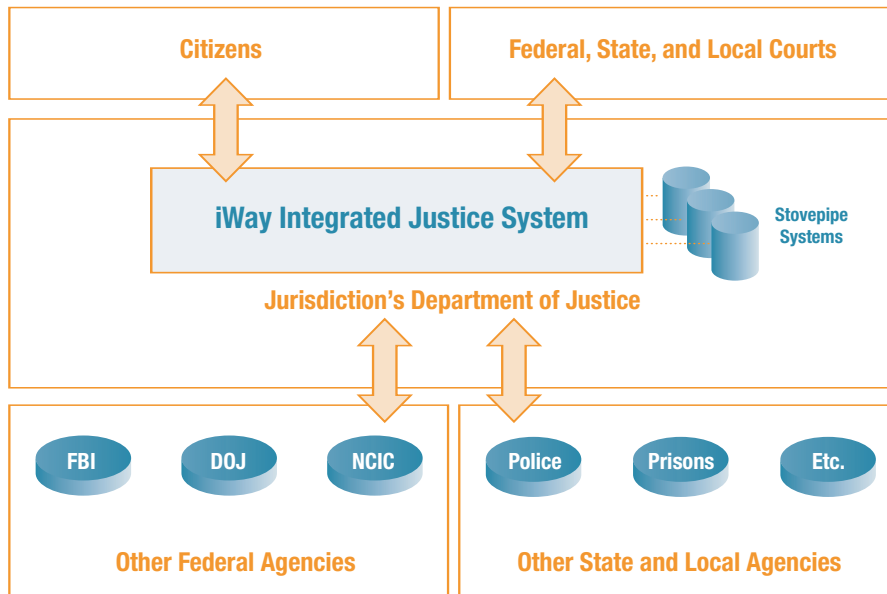 Citizens
Federal, State, and Local Courts
iWay Integrated Justice System
Stovepipe
Systems
Jurisdiction’s Department of Justice
FBI
DOJ
NCIC
Police
Prisons
Etc.
Other Federal Agencies
Other State and Local Agencies